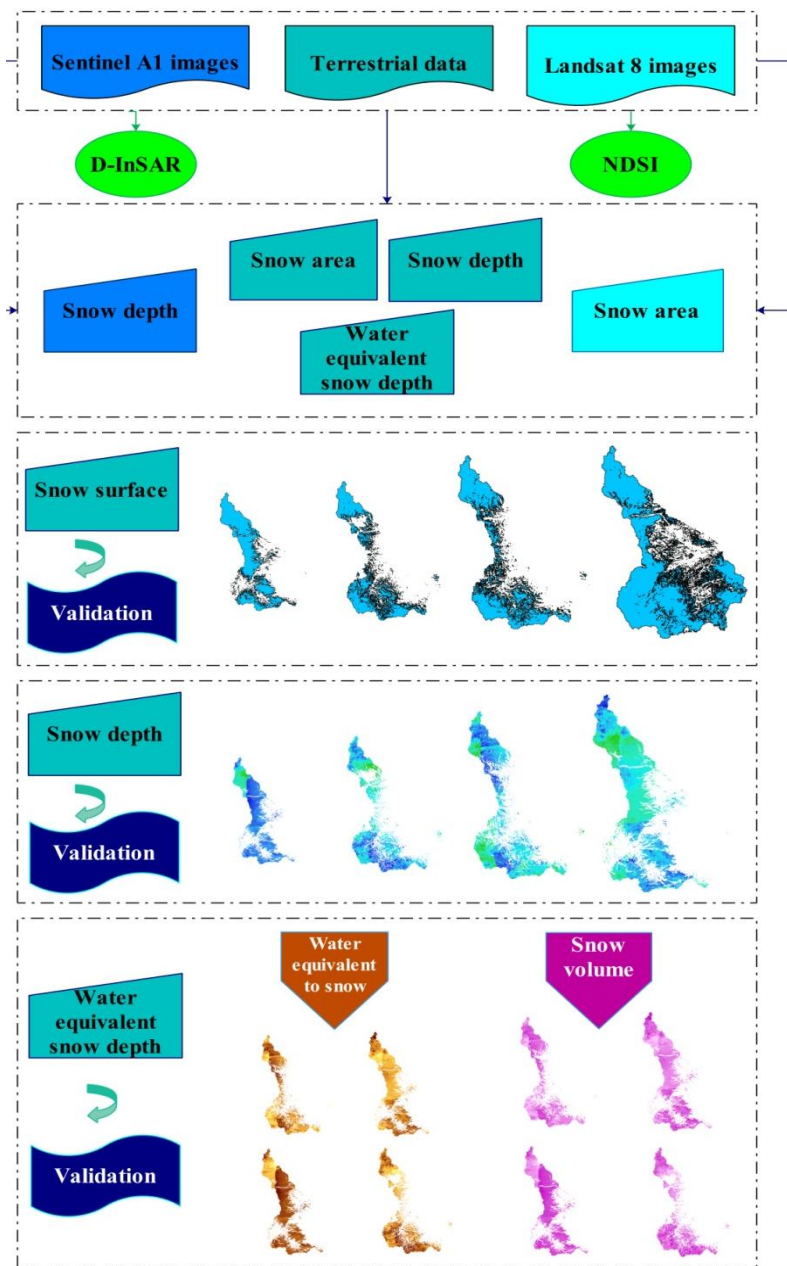 Sentinel A1 images
Terrestrial data
Landsat 8 images
D-InSAR
NDSI
Snow area
Snow depth
Snow depth
Snow area
Water
equivalent
snow depth
Snow surface
Validation
Snow depth
Validation
Water
equivalent
to snow
Snow
volume
Water
equivalent
snow depth
Validation